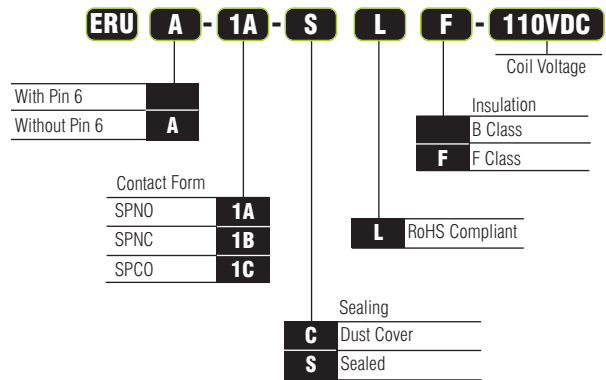 ERU A - 1A - S L F - 110VDC
Coil Voltage
With Pin 6
Without Pin 6 A
Insulation
B Class
F F Class
Contact Form
SPNO 1A
SPNC 1B
SPCO 1C
L RoHS Compliant
Sealing
C Dust Cover
S Sealed